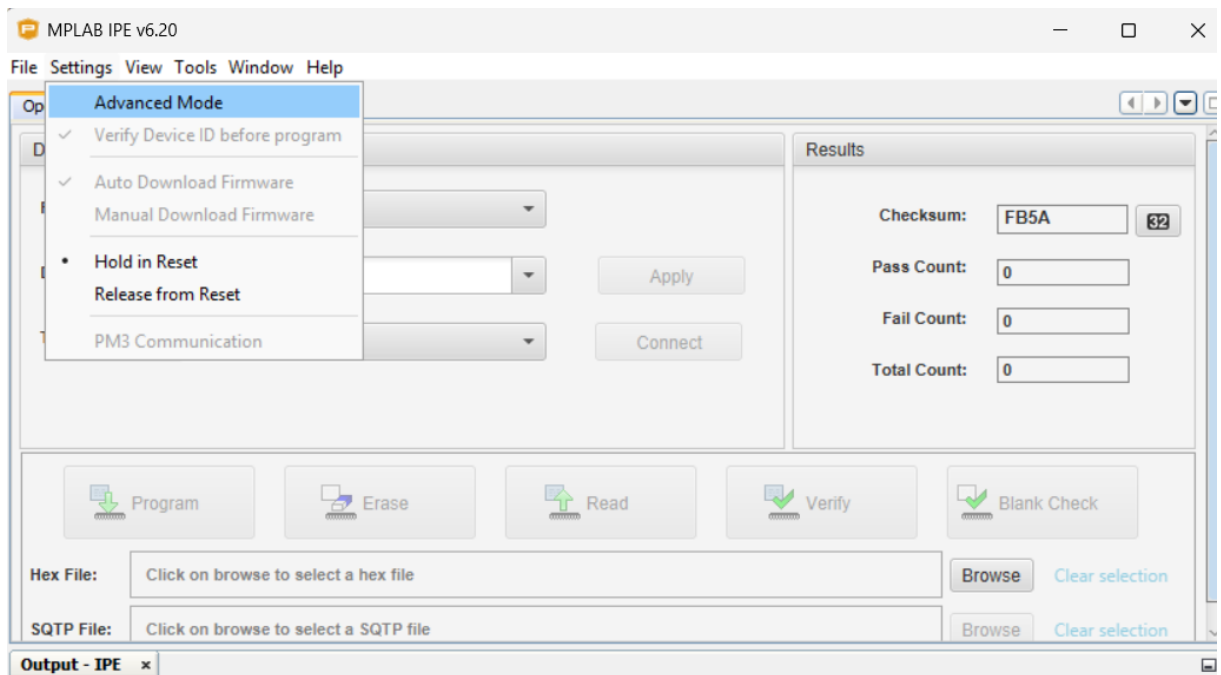 MPLAB IPE v6.20
File Settings View Tools Window Help
Op
Advanced Mode
Verify Device ID before program
Auto Download Firmware
Manual Download Firmware
Hold in Reset
Release from Reset
PM3 Communication
D
Apply
Connect
Results
Checksum: FB5A 32
Pass Count: 0
Fail Count: 0
Total Count: 0
Program Erase Read Verify Blank Check
Hex File: Click on browse to select a hex file Browse Clear selection
SQTP File: Click on browse to select a SQTP file Browse Clear selection
Output - IPE x